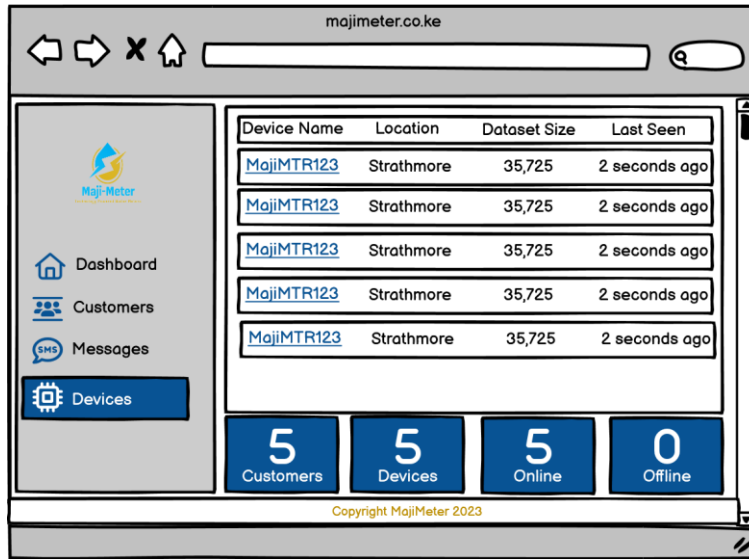 majimeter.co.ke
Maji-Meter
Dashboard
Customers
SMS
Messages
Devices
Device Name Location Dataset Size Last Seen
MajiMTR123 Strathmore 35,725 2 seconds ago
MajiMTR123 Strathmore 35,725 2 seconds ago
MajiMTR123 Strathmore 35,725 2 seconds ago
MajiMTR123 Strathmore 35,725 2 seconds ago
MajiMTR123 Strathmore 35,725 2 seconds ago
5 5 5 0
Customers Devices Online Offline
Copyright MajiMeter 2023